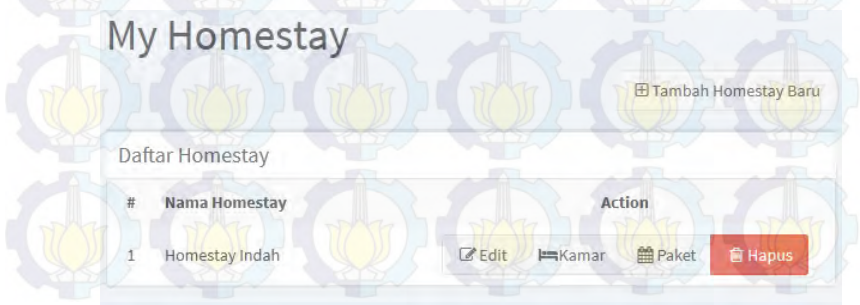 My Homestay
Tambah Homestay Baru
Daftar Homestay
# Nama Homestay Action
1 Homestay Indah Edit Kamar Paket Hapus